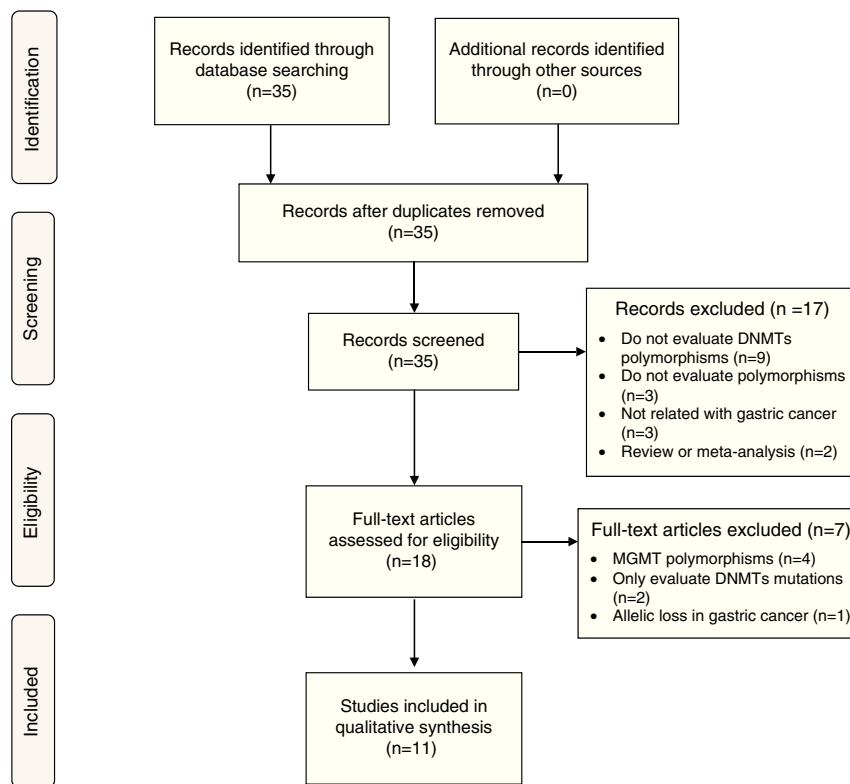 Identification
Records identified through
database searching
(n=35)
Additional records identified
through other sources
(n=0)
Records after duplicates removed
(n=35)
Screening
Records screened
(n=35)
Records excluded (n =17)
• Do not evaluate DNMTs
polymorphisms (n=9)
• Do not evaluate polymorphisms
(n=3)
• Not related with gastric cancer
(n=3)
• Review or meta-analysis (n=2)
Eligibility
Full-text articles
assessed for eligibility
(n=18)
Full-text articles excluded (n=7)
• MGMT polymorphisms (n=4)
• Only evaluate DNMTs mutations
(n=2)
• Allelic loss in gastric cancer (n=1)
Included
Studies included in
qualitative synthesis
(n=11)